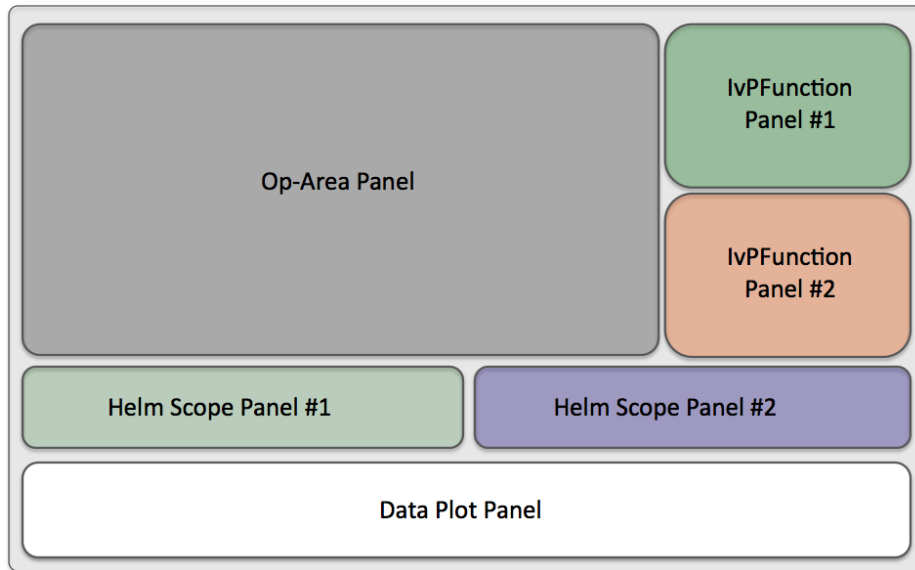 Op-Area Panel
IvPFunction
Panel #1
IvPFunction
Panel #2
Helm Scope Panel #1
Helm Scope Panel #2
Data Plot Panel